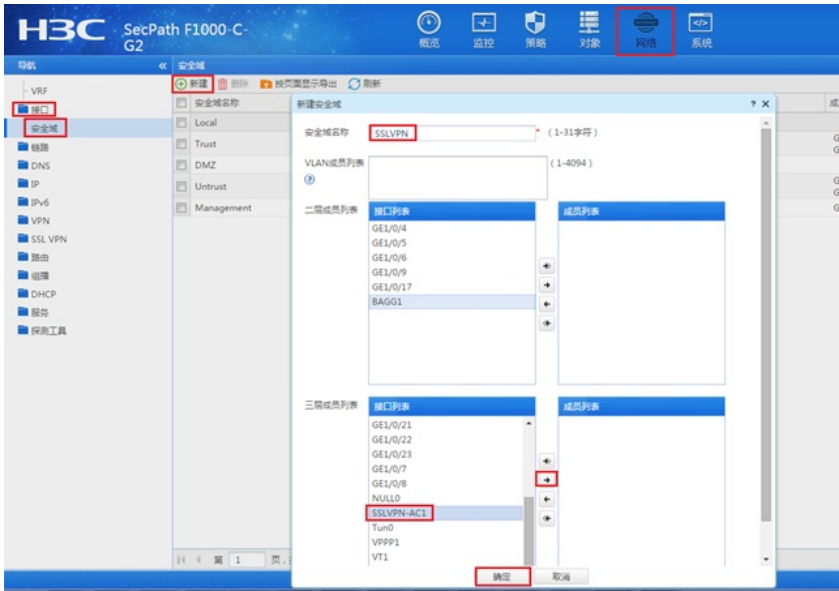 H3C SecPath F1000-C-G2
概览 监控 策略 对象 网络 系统
导航 « 安全域
VRF
接口
安全域
链路
DNS
IP
IPv6
VPN
SSL VPN
路由
组播
DHCP
服务
探测工具
新建 删除 按页面显示导出 刷新
安全域名称
Local
Trust
DMZ
Untrust
Management
第 1 页
新建安全域 ? X
安全域名称 SSLVPN * (1-31字符)
VLAN成员列表 (1-4094)
?
二层成员列表 接口列表 成员列表
GE1/0/4
GE1/0/5
GE1/0/6
GE1/0/9
GE1/0/17
BAGG1
三层成员列表 接口列表 成员列表
GE1/0/21
GE1/0/22
GE1/0/23
GE1/0/7
GE1/0/8
NULL0
SSLVPN-AC1
Tun0
VPPP1
VT1
确定 取消
成
G
G
G
G
G